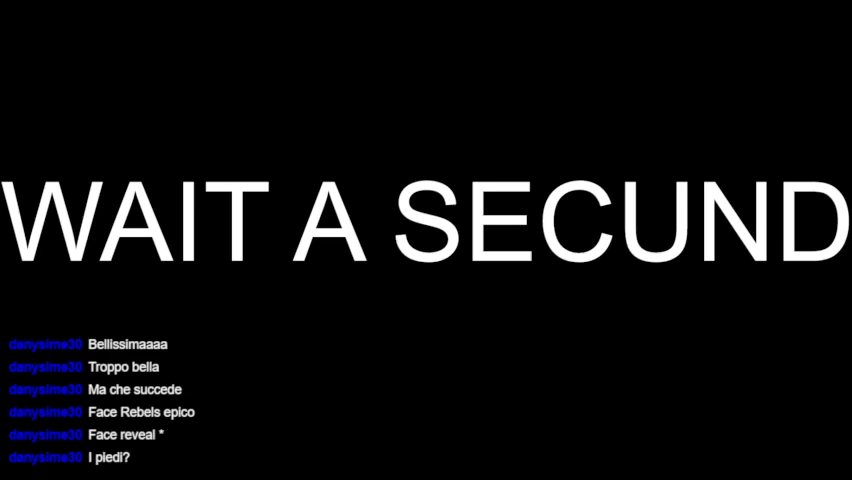 WAIT A SECUND
danysime30 Bellissimaaaa
danysime30 Troppo bella
danysime30 Ma che succede
danysime30 Face Rebels epico
danysime30 Face reveal *
danysime30 I piedi?